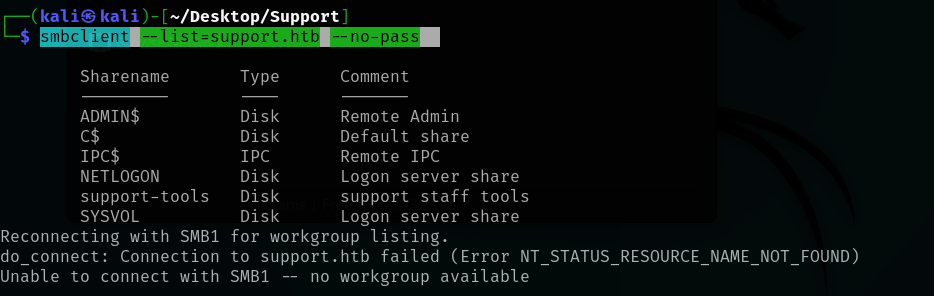 ┌──(kali㉿kali)-[~/Desktop/Support]
└─$ smbclient --list=support.htb --no-pass
Sharename Type Comment
--------- ---- -------
ADMIN$ Disk Remote Admin
C$ Disk Default share
IPC$ IPC Remote IPC
NETLOGON Disk Logon server share
support-tools Disk support staff tools
SYSVOL Disk Logon server share
Reconnecting with SMB1 for workgroup listing.
do_connect: Connection to support.htb failed (Error NT_STATUS_RESOURCE_NAME_NOT_FOUND)
Unable to connect with SMB1 -- no workgroup available